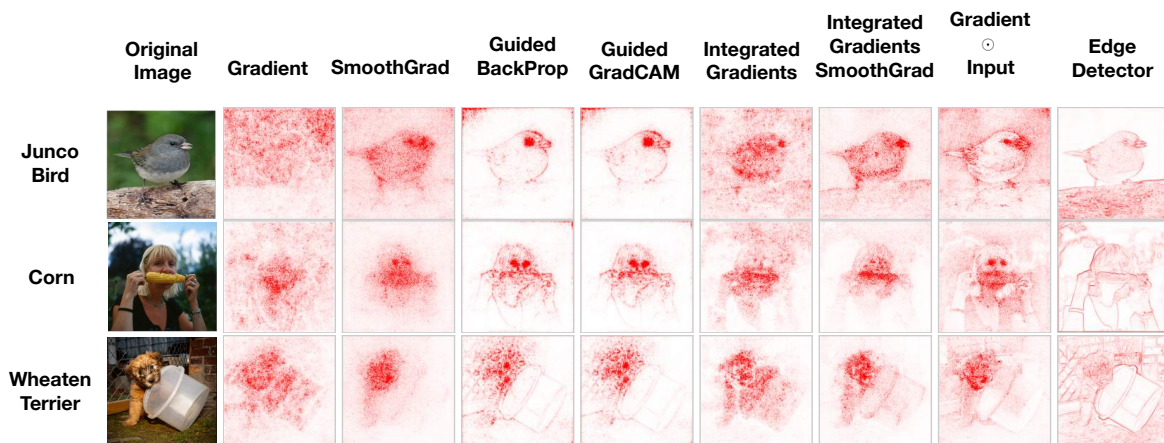 Original
Image
Gradient
SmoothGrad
Guided
BackProp
Guided
GradCAM
Integrated
Gradients
Integrated
Gradients
SmoothGrad
Gradient
⊙
Input
Edge
Detector
Junco
Bird
Corn
Wheaten
Terrier